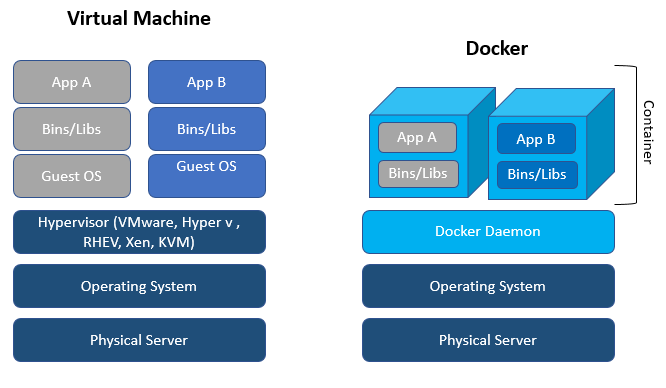 Virtual Machine
App A
App B
Bins/Libs
Bins/Libs
Guest OS
Guest OS
Hypervisor (VMware, Hyper v ,
RHEV, Xen, KVM)
Operating System
Physical Server
Docker
App A
App B
Bins/Libs
Bins/Libs
Container
Docker Daemon
Operating System
Physical Server